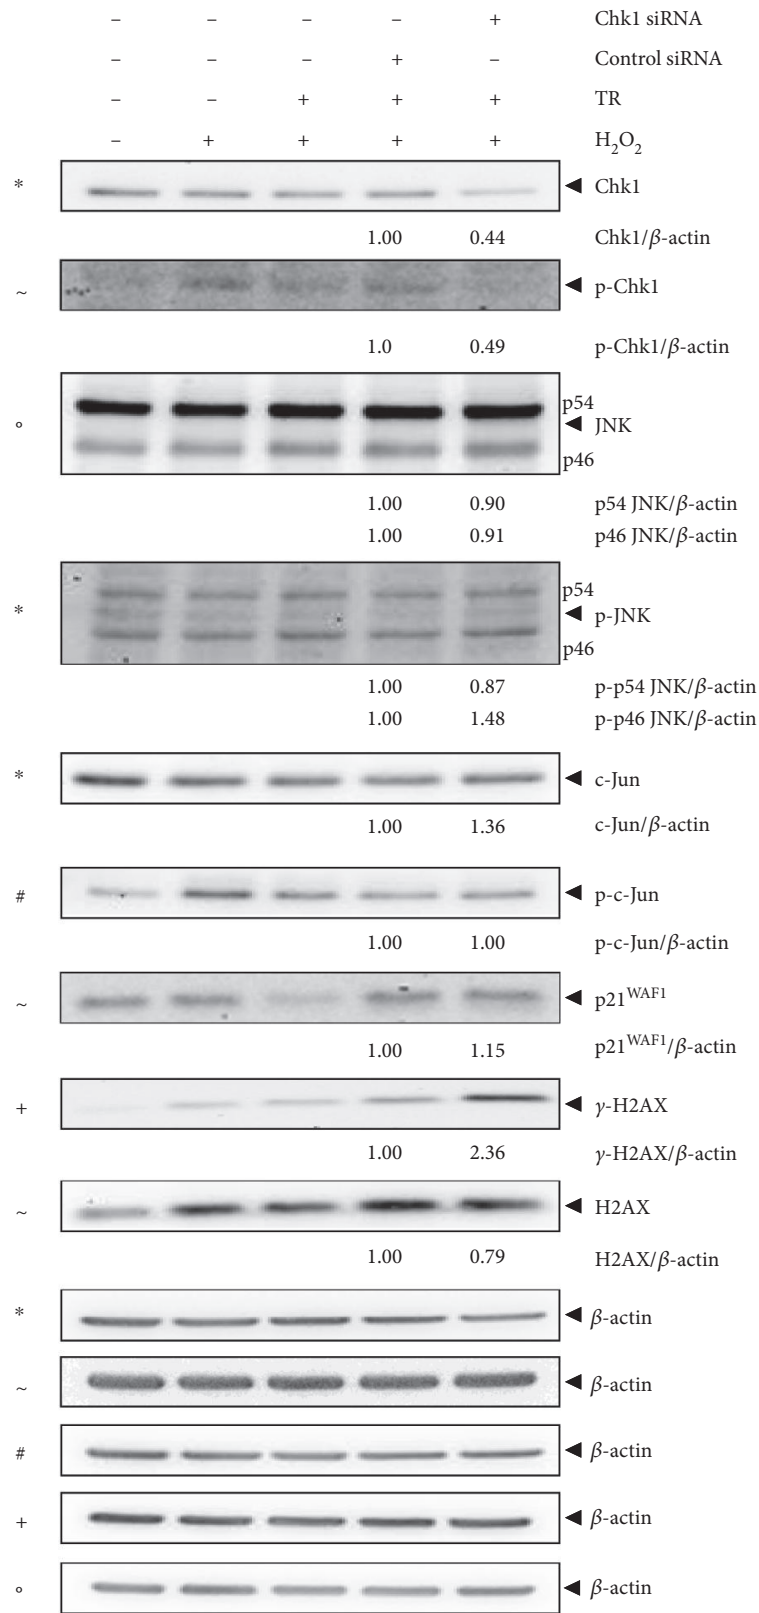 – – – – + Chk1 siRNA
– – – + – Control siRNA
– – + + + TR
– + + + + H₂O₂
* Chk1
1.00 0.44 Chk1/β-actin
~ p-Chk1
1.0 0.49 p-Chk1/β-actin
p54
° JNK
p46
1.00 0.90 p54 JNK/β-actin
1.00 0.91 p46 JNK/β-actin
p54
* p-JNK
p46
1.00 0.87 p-p54 JNK/β-actin
1.00 1.48 p-p46 JNK/β-actin
* c-Jun
1.00 1.36 c-Jun/β-actin
# p-c-Jun
1.00 1.00 p-c-Jun/β-actin
~ p21ᵂᴬᶠ¹
1.00 1.15 p21ᵂᴬᶠ¹/β-actin
+ γ-H2AX
1.00 2.36 γ-H2AX/β-actin
~ H2AX
1.00 0.79 H2AX/β-actin
* β-actin
~ β-actin
# β-actin
+ β-actin
° β-actin